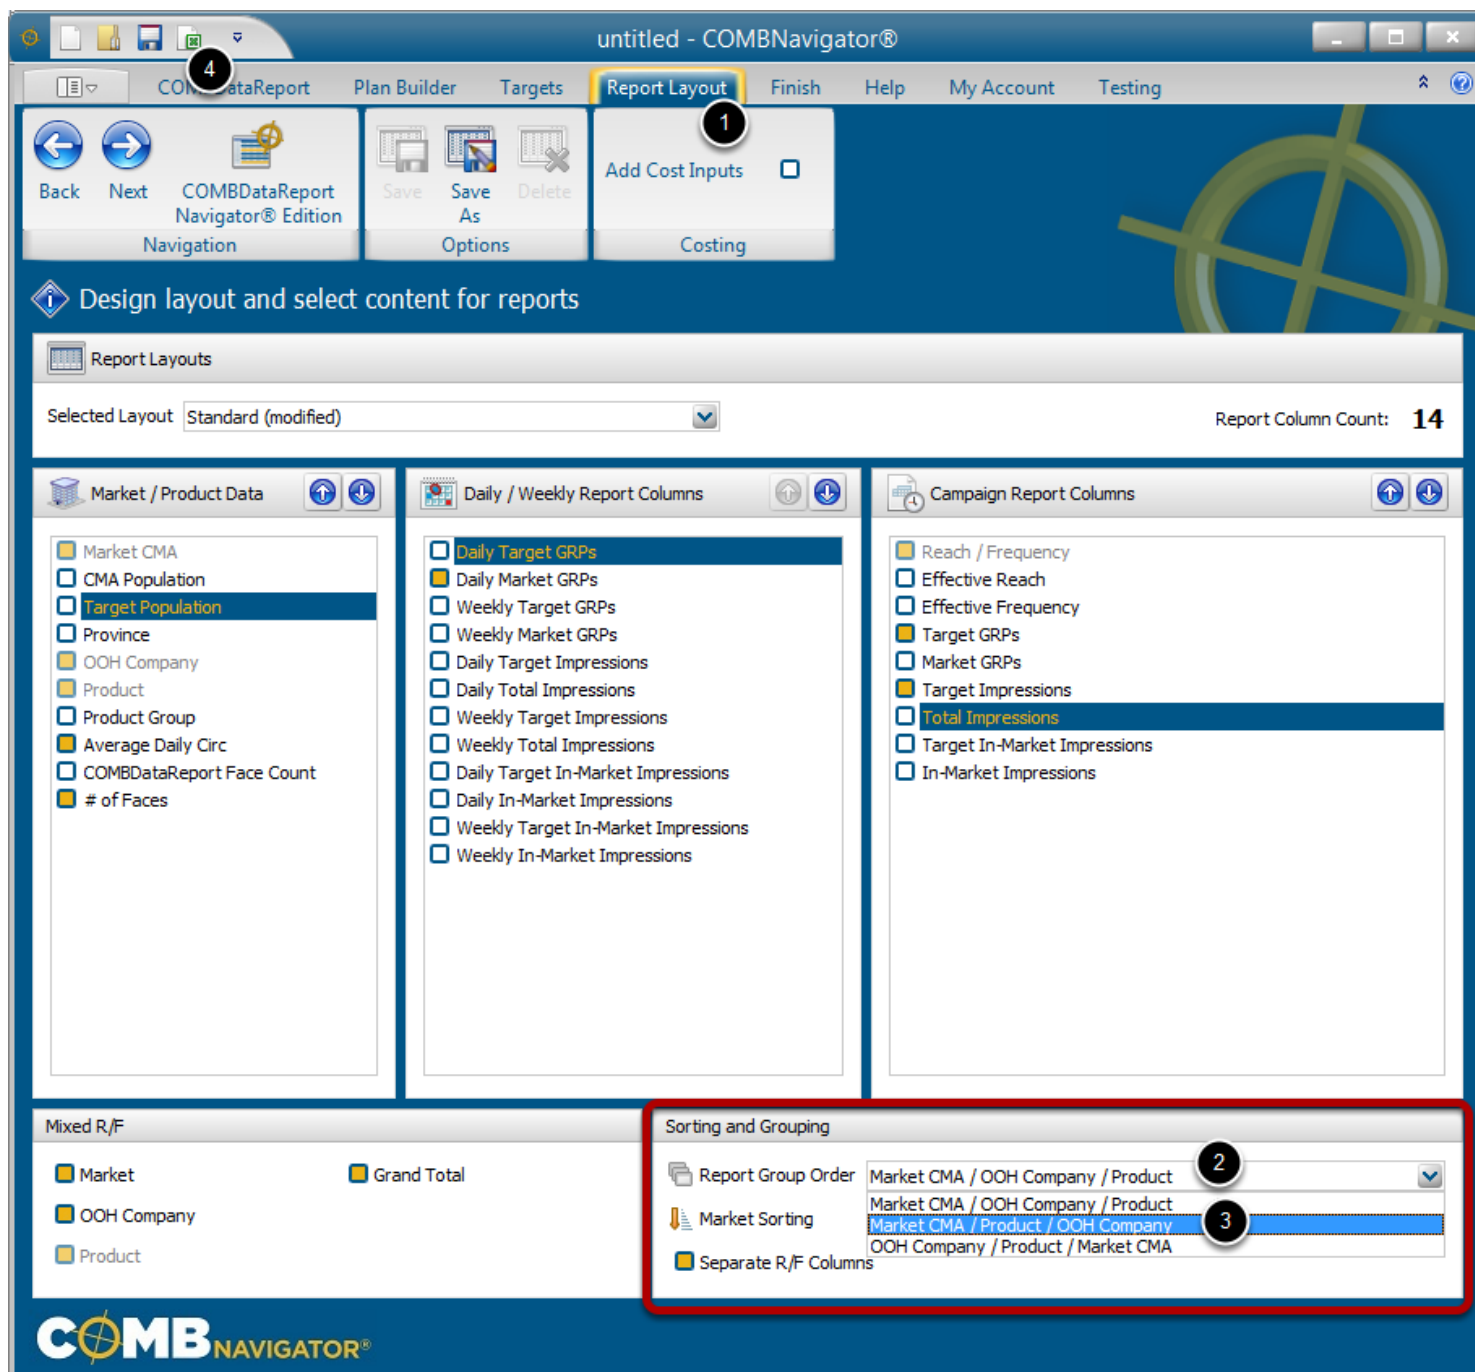 untitled - COMBNavigator®
4
COMBDataReport Plan Builder Targets Report Layout Finish Help My Account Testing
1
Back Next COMBDataReport Navigator® Edition
Navigation
Save Save As Delete
Options
Add Cost Inputs
Costing
Design layout and select content for reports
Report Layouts
Selected Layout Standard (modified)
Report Column Count: 14
Market / Product Data
Market CMA
CMA Population
Target Population
Province
OOH Company
Product
Product Group
Average Daily Circ
COMBDataReport Face Count
# of Faces
Daily / Weekly Report Columns
Daily Target GRPs
Daily Market GRPs
Weekly Target GRPs
Weekly Market GRPs
Daily Target Impressions
Daily Total Impressions
Weekly Target Impressions
Weekly Total Impressions
Daily Target In-Market Impressions
Daily In-Market Impressions
Weekly Target In-Market Impressions
Weekly In-Market Impressions
Campaign Report Columns
Reach / Frequency
Effective Reach
Effective Frequency
Target GRPs
Market GRPs
Target Impressions
Total Impressions
Target In-Market Impressions
In-Market Impressions
Mixed R/F
Market Grand Total
OOH Company
Product
Sorting and Grouping
Report Group Order Market CMA / OOH Company / Product
2
Market CMA / OOH Company / Product
Market Sorting
Market CMA / Product / OOH Company
3
OOH Company / Product / Market CMA
Separate R/F Columns
COMBNAVIGATOR®